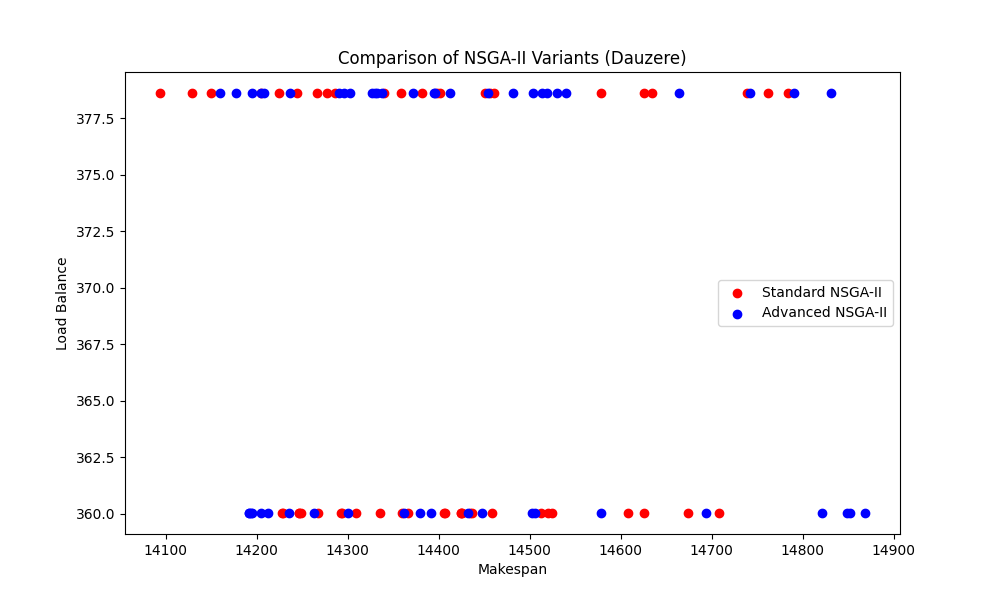 Comparison of NSGA-II Variants (Dauzere)
Load Balance
377.5
375.0
372.5
370.0
367.5
365.0
362.5
360.0
Standard NSGA-II
Advanced NSGA-II
14100 14200 14300 14400 14500 14600 14700 14800 14900
Makespan